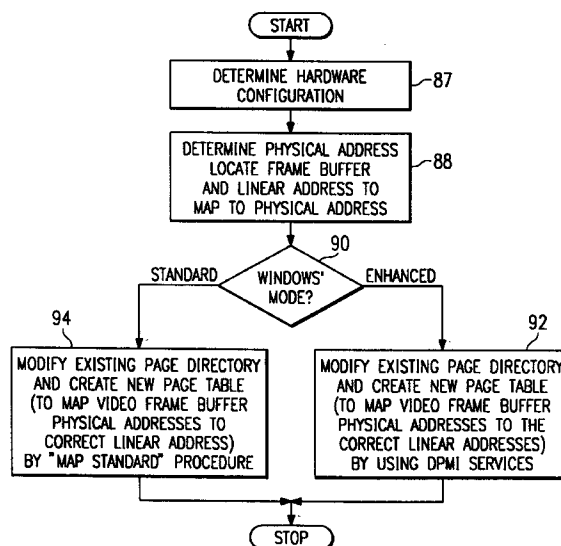 START
DETERMINE HARDWARE
CONFIGURATION
87
DETERMINE PHYSICAL ADDRESS
LOCATE FRAME BUFFER
AND LINEAR ADDRESS TO
MAP TO PHYSICAL ADDRESS
88
90
STANDARD
WINDOWS'
MODE?
ENHANCED
94
MODIFY EXISTING PAGE DIRECTORY
AND CREATE NEW PAGE TABLE
(TO MAP VIDEO FRAME BUFFER
PHYSICAL ADDRESSES TO
CORRECT LINEAR ADDRESS)
BY "MAP STANDARD" PROCEDURE
92
MODIFY EXISTING PAGE DIRECTORY
AND CREATE NEW PAGE TABLE
(TO MAP VIDEO FRAME BUFFER
PHYSICAL ADDRESSES TO THE
CORRECT LINEAR ADDRESSES)
BY USING DPMI SERVICES
STOP